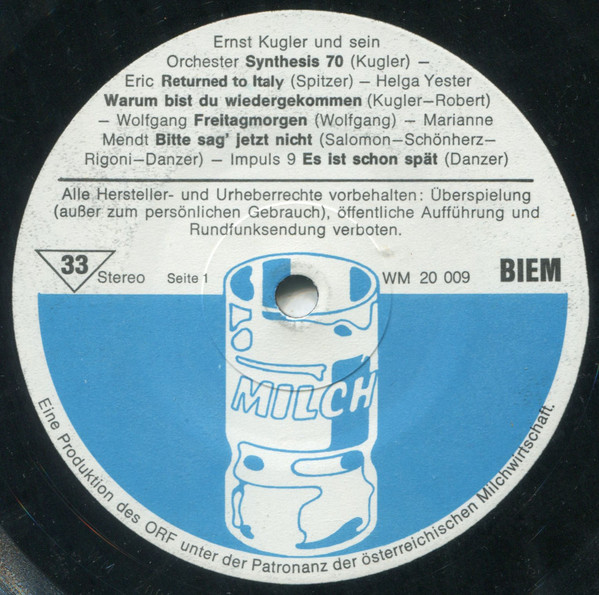 Ernst Kugler und sein
Orchester Synthesis 70 (Kugler) –
Eric Returned to Italy (Spitzer) – Helga Yester
Warum bist du wiedergekommen (Kugler–Robert)
– Wolfgang Freitagmorgen (Wolfgang) – Marianne
Mendt Bitte sag' jetzt nicht (Salomon–Schönherz–
Rigoni–Danzer) – Impuls 9 Es ist schon spät (Danzer)
Alle Hersteller- und Urheberrechte vorbehalten: Überspielung
(außer zum persönlichen Gebrauch), öffentliche Aufführung und
Rundfunksendung verboten.
33 Stereo Seite 1 WM 20 009 BIEM
MILCH
Eine Produktion des ORF unter der Patronanz der österreichischen Milchwirtschaft.